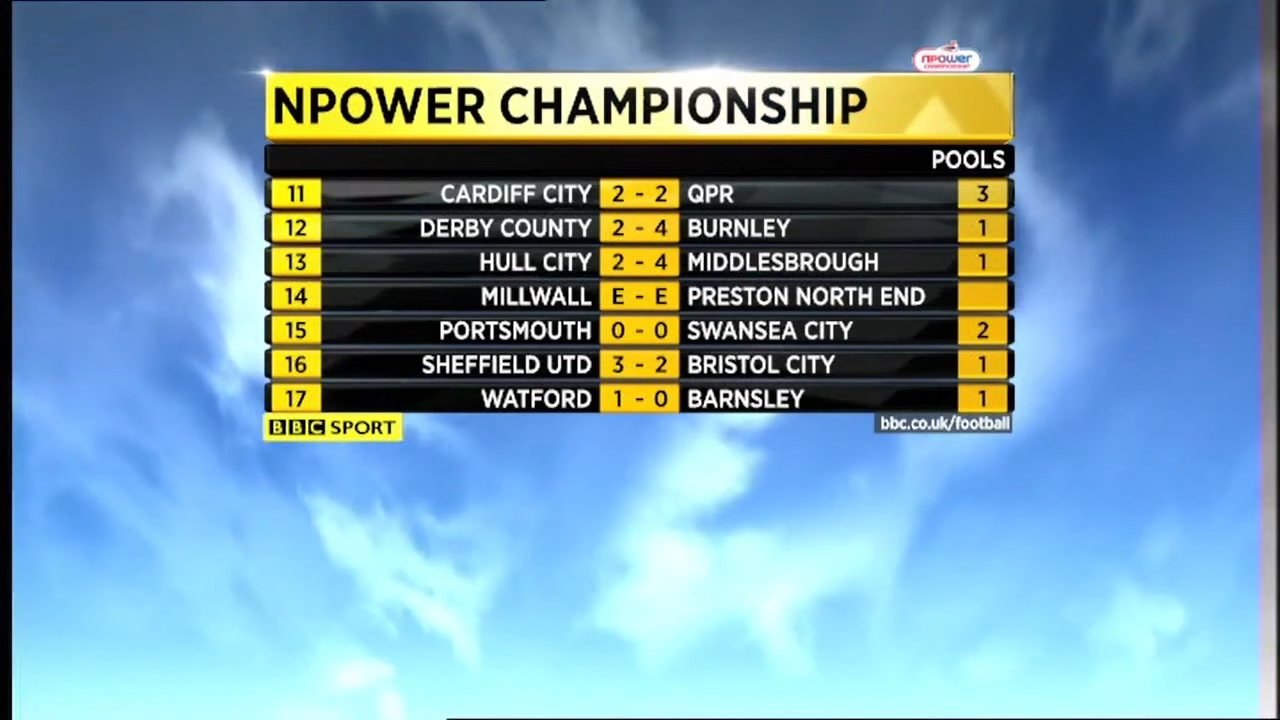 npower
CHAMPIONSHIP
NPOWER CHAMPIONSHIP
POOLS
11 CARDIFF CITY 2 - 2 QPR 3
12 DERBY COUNTY 2 - 4 BURNLEY 1
13 HULL CITY 2 - 4 MIDDLESBROUGH 1
14 MILLWALL E - E PRESTON NORTH END
15 PORTSMOUTH 0 - 0 SWANSEA CITY 2
16 SHEFFIELD UTD 3 - 2 BRISTOL CITY 1
17 WATFORD 1 - 0 BARNSLEY 1
BBC SPORT bbc.co.uk/football